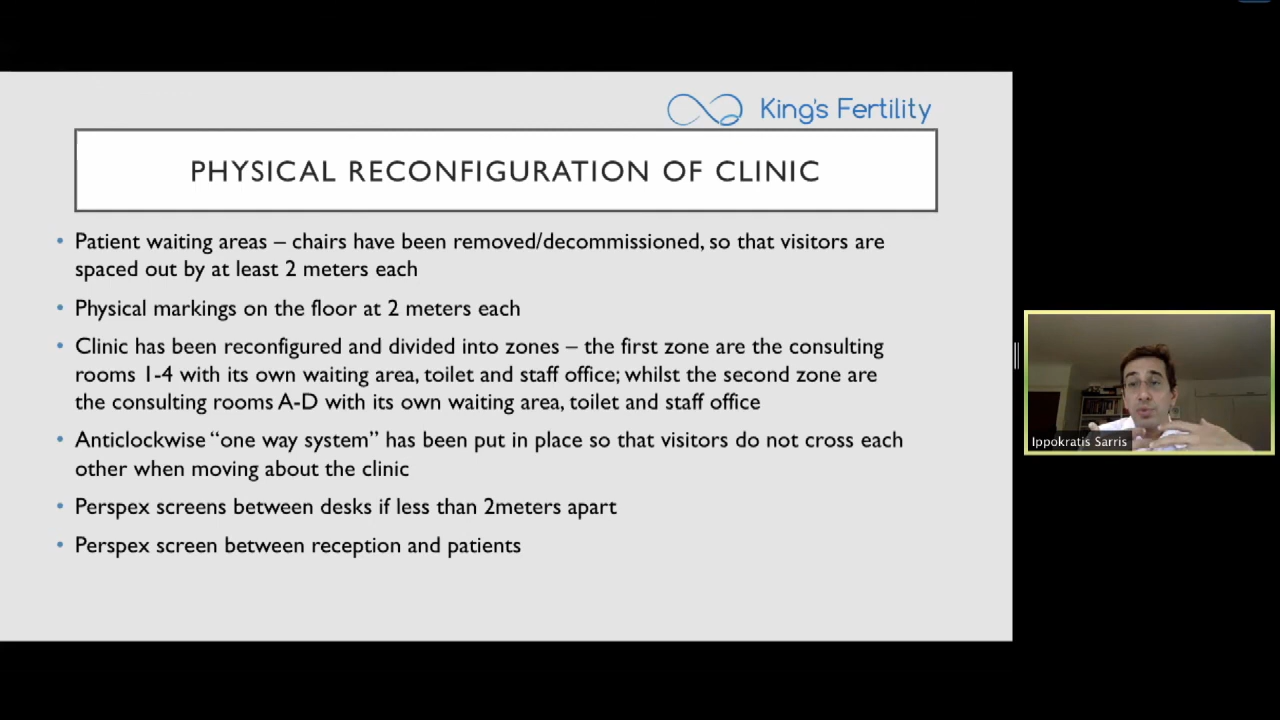 King's Fertility
PHYSICAL RECONFIGURATION OF CLINIC
• Patient waiting areas – chairs have been removed/decommissioned, so that visitors are
spaced out by at least 2 meters each
• Physical markings on the floor at 2 meters each
• Clinic has been reconfigured and divided into zones – the first zone are the consulting
rooms 1-4 with its own waiting area, toilet and staff office; whilst the second zone are
the consulting rooms A-D with its own waiting area, toilet and staff office
• Anticlockwise “one way system” has been put in place so that visitors do not cross each
other when moving about the clinic
• Perspex screens between desks if less than 2meters apart
• Perspex screen between reception and patients
Ippokratis Sarris